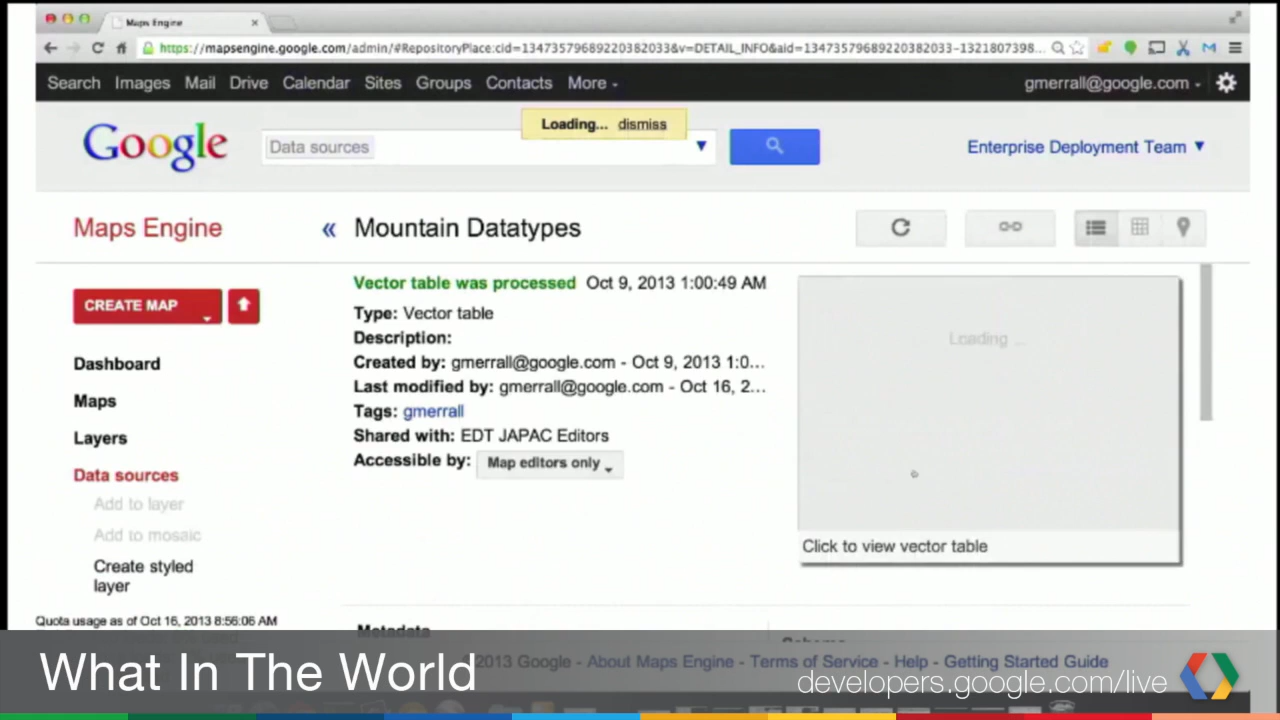 Maps Engine
https://mapsengine.google.com/admin/#RepositoryPlace:cid=13473579689220382033&v=DETAIL_INFO&aid=13473579689220382033-1321807398...
Search Images Mail Drive Calendar Sites Groups Contacts More
gmerrall@google.com
Loading... dismiss
Google
Data sources
Enterprise Deployment Team
Maps Engine
« Mountain Datatypes
Vector table was processed Oct 9, 2013 1:00:49 AM
CREATE MAP
Type: Vector table
Description:
Created by: gmerrall@google.com - Oct 9, 2013 1:0...
Last modified by: gmerrall@google.com - Oct 16, 2...
Tags: gmerrall
Shared with: EDT JAPAC Editors
Accessible by: Map editors only
Loading ...
Click to view vector table
Dashboard
Maps
Layers
Data sources
Add to layer
Add to mosaic
Create styled
layer
Quota usage as of Oct 16, 2013 8:56:06 AM
Metadata
Schema
2013 Google - About Maps Engine - Terms of Service - Help - Getting Started Guide
What In The World
developers.google.com/live